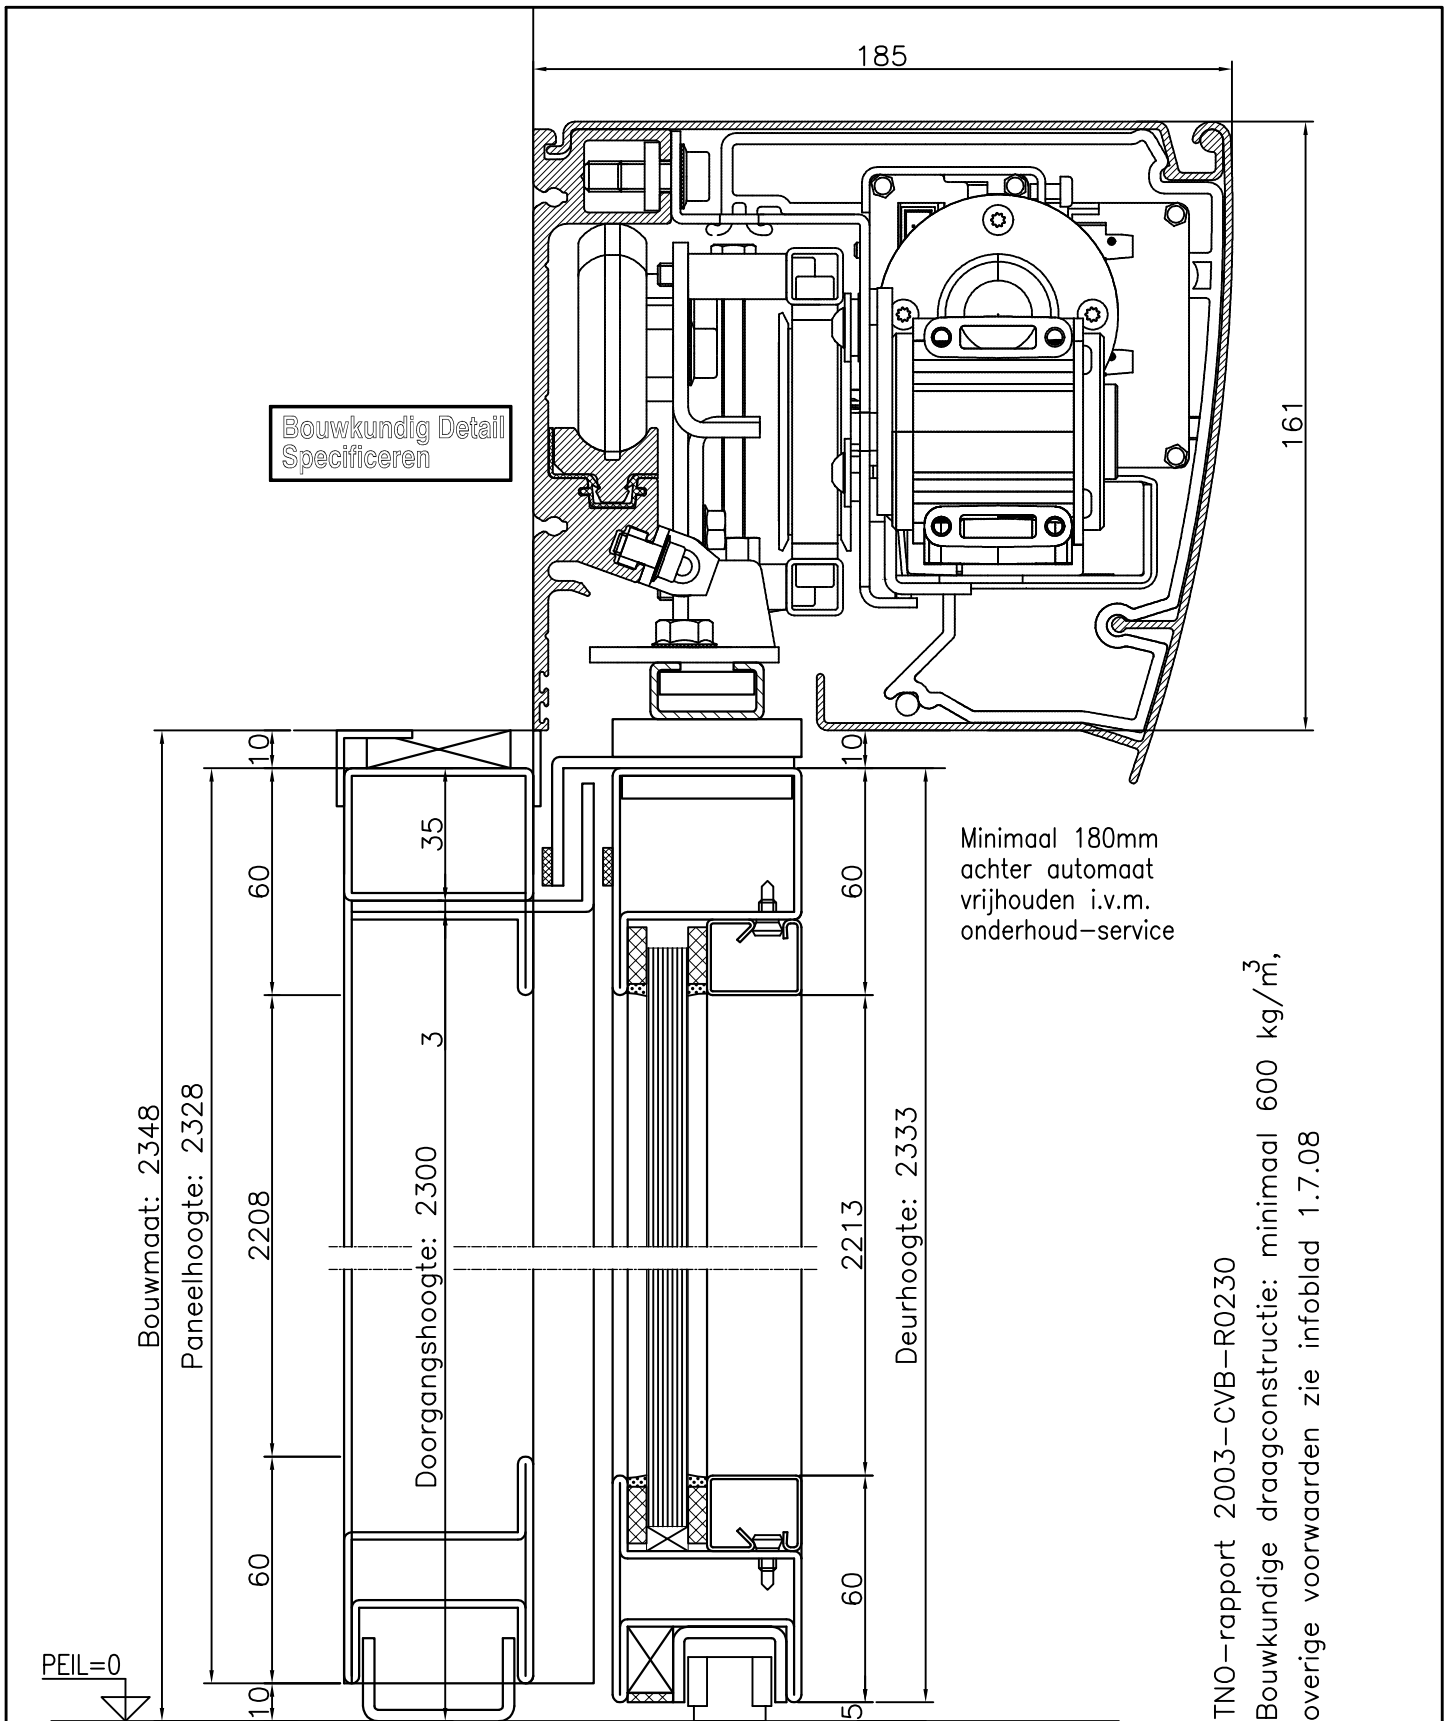 185
161
Bouwkundig Detail
Specificeren
10
10
60
35
60
Minimaal 180mm
achter automaat
vrijhouden i.v.m.
onderhoud-service
3
Bouwmaat: 2348
Paneelhoogte: 2328
2208
Doorgangshoogte: 2300
2213
Deurhoogte: 2333
60
60
10
5
PEIL=0
TNO-rapport 2003-CVB-R0230
Bouwkundige draagconstructie: minimaal 600 kg/m³,
overige voorwaarden zie infoblad 1.7.08